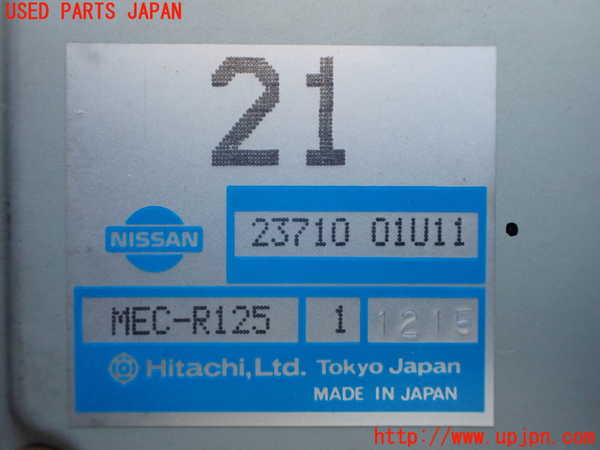 USED PARTS JAPAN
21
NISSAN
23710 01U11
MEC-R125 1 1215
Hitachi, Ltd. Tokyo Japan
MADE IN JAPAN
http://www.upjpn.com